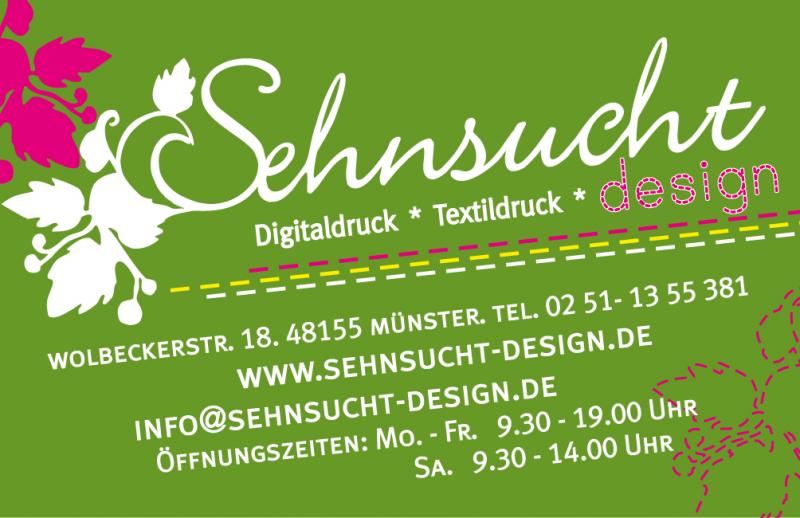 Sehnsucht
Digitaldruck * Textildruck * design
WOLBECKERSTR. 18. 48155 MÜNSTER. TEL. 02 51- 13 55 381
WWW.SEHNSUCHT-DESIGN.DE
INFO@SEHNSUCHT-DESIGN.DE
ÖFFNUNGSZEITEN: MO. - FR. 9.30 - 19.00 UHR
SA. 9.30 - 14.00 UHR